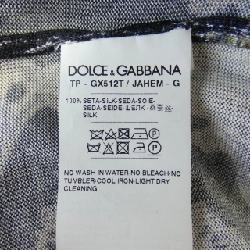 DOLCE & GABBANA
TP - GX512T / JAHEM - G
100% SETA-SILK-SEDA-SOIE-
SEDA-SEIDE-ШЕЛК-
SILK
NO WASH IN WATER-NO BLEACH-NO
TUMBLER-COOL IRON-LIGHT DRY
CLEANING